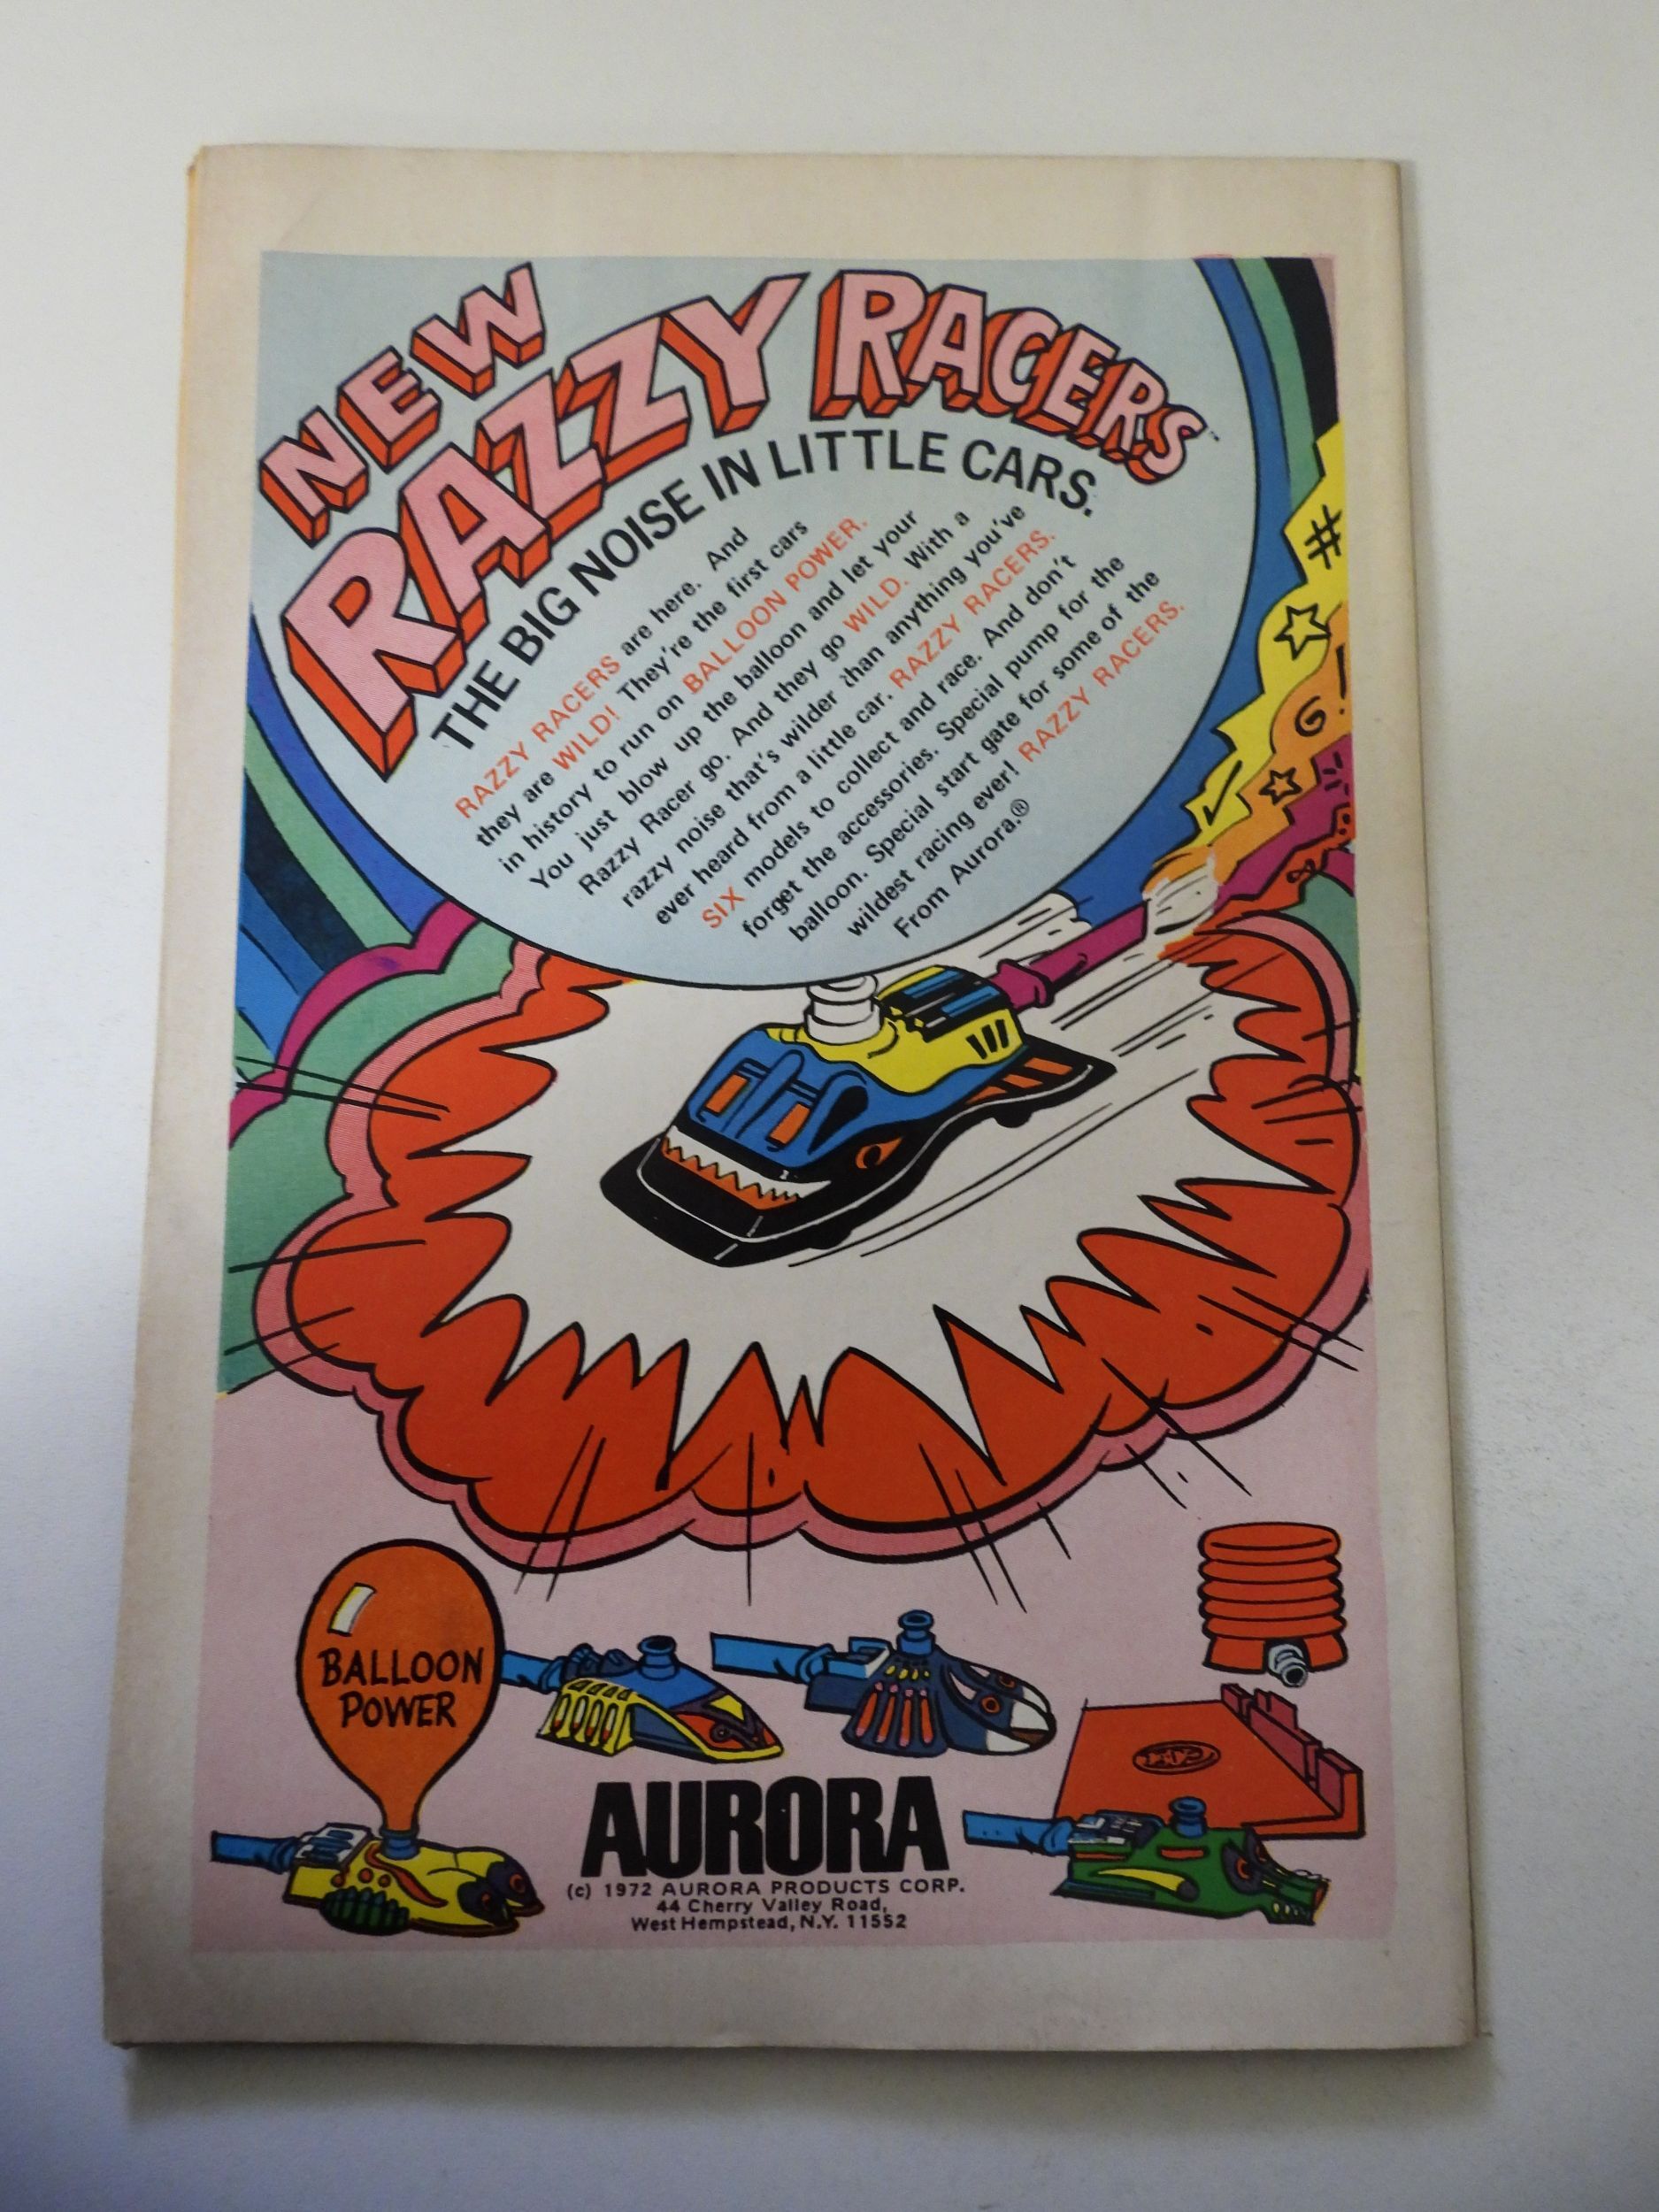 NEW
RAZZY RACERS™
THE BIG NOISE IN LITTLE CARS.
RAZZY RACERS are here. And
they are WILD! They're the first cars
in history to run on BALLOON POWER.
You just blow up the balloon and let your
Razzy Racer go. And they go WILD. With a
razzy noise that's wilder than anything you've
ever heard from a little car. RAZZY RACERS.
SIX models to collect and race. And don't
forget the accessories. Special pump for the
balloon. Special start gate for some of the
wildest racing ever! RAZZY RACERS.
From Aurora.®
BALLOON
POWER
AURORA
(c) 1972 AURORA PRODUCTS CORP.
44 Cherry Valley Road,
West Hempstead, N.Y. 11552